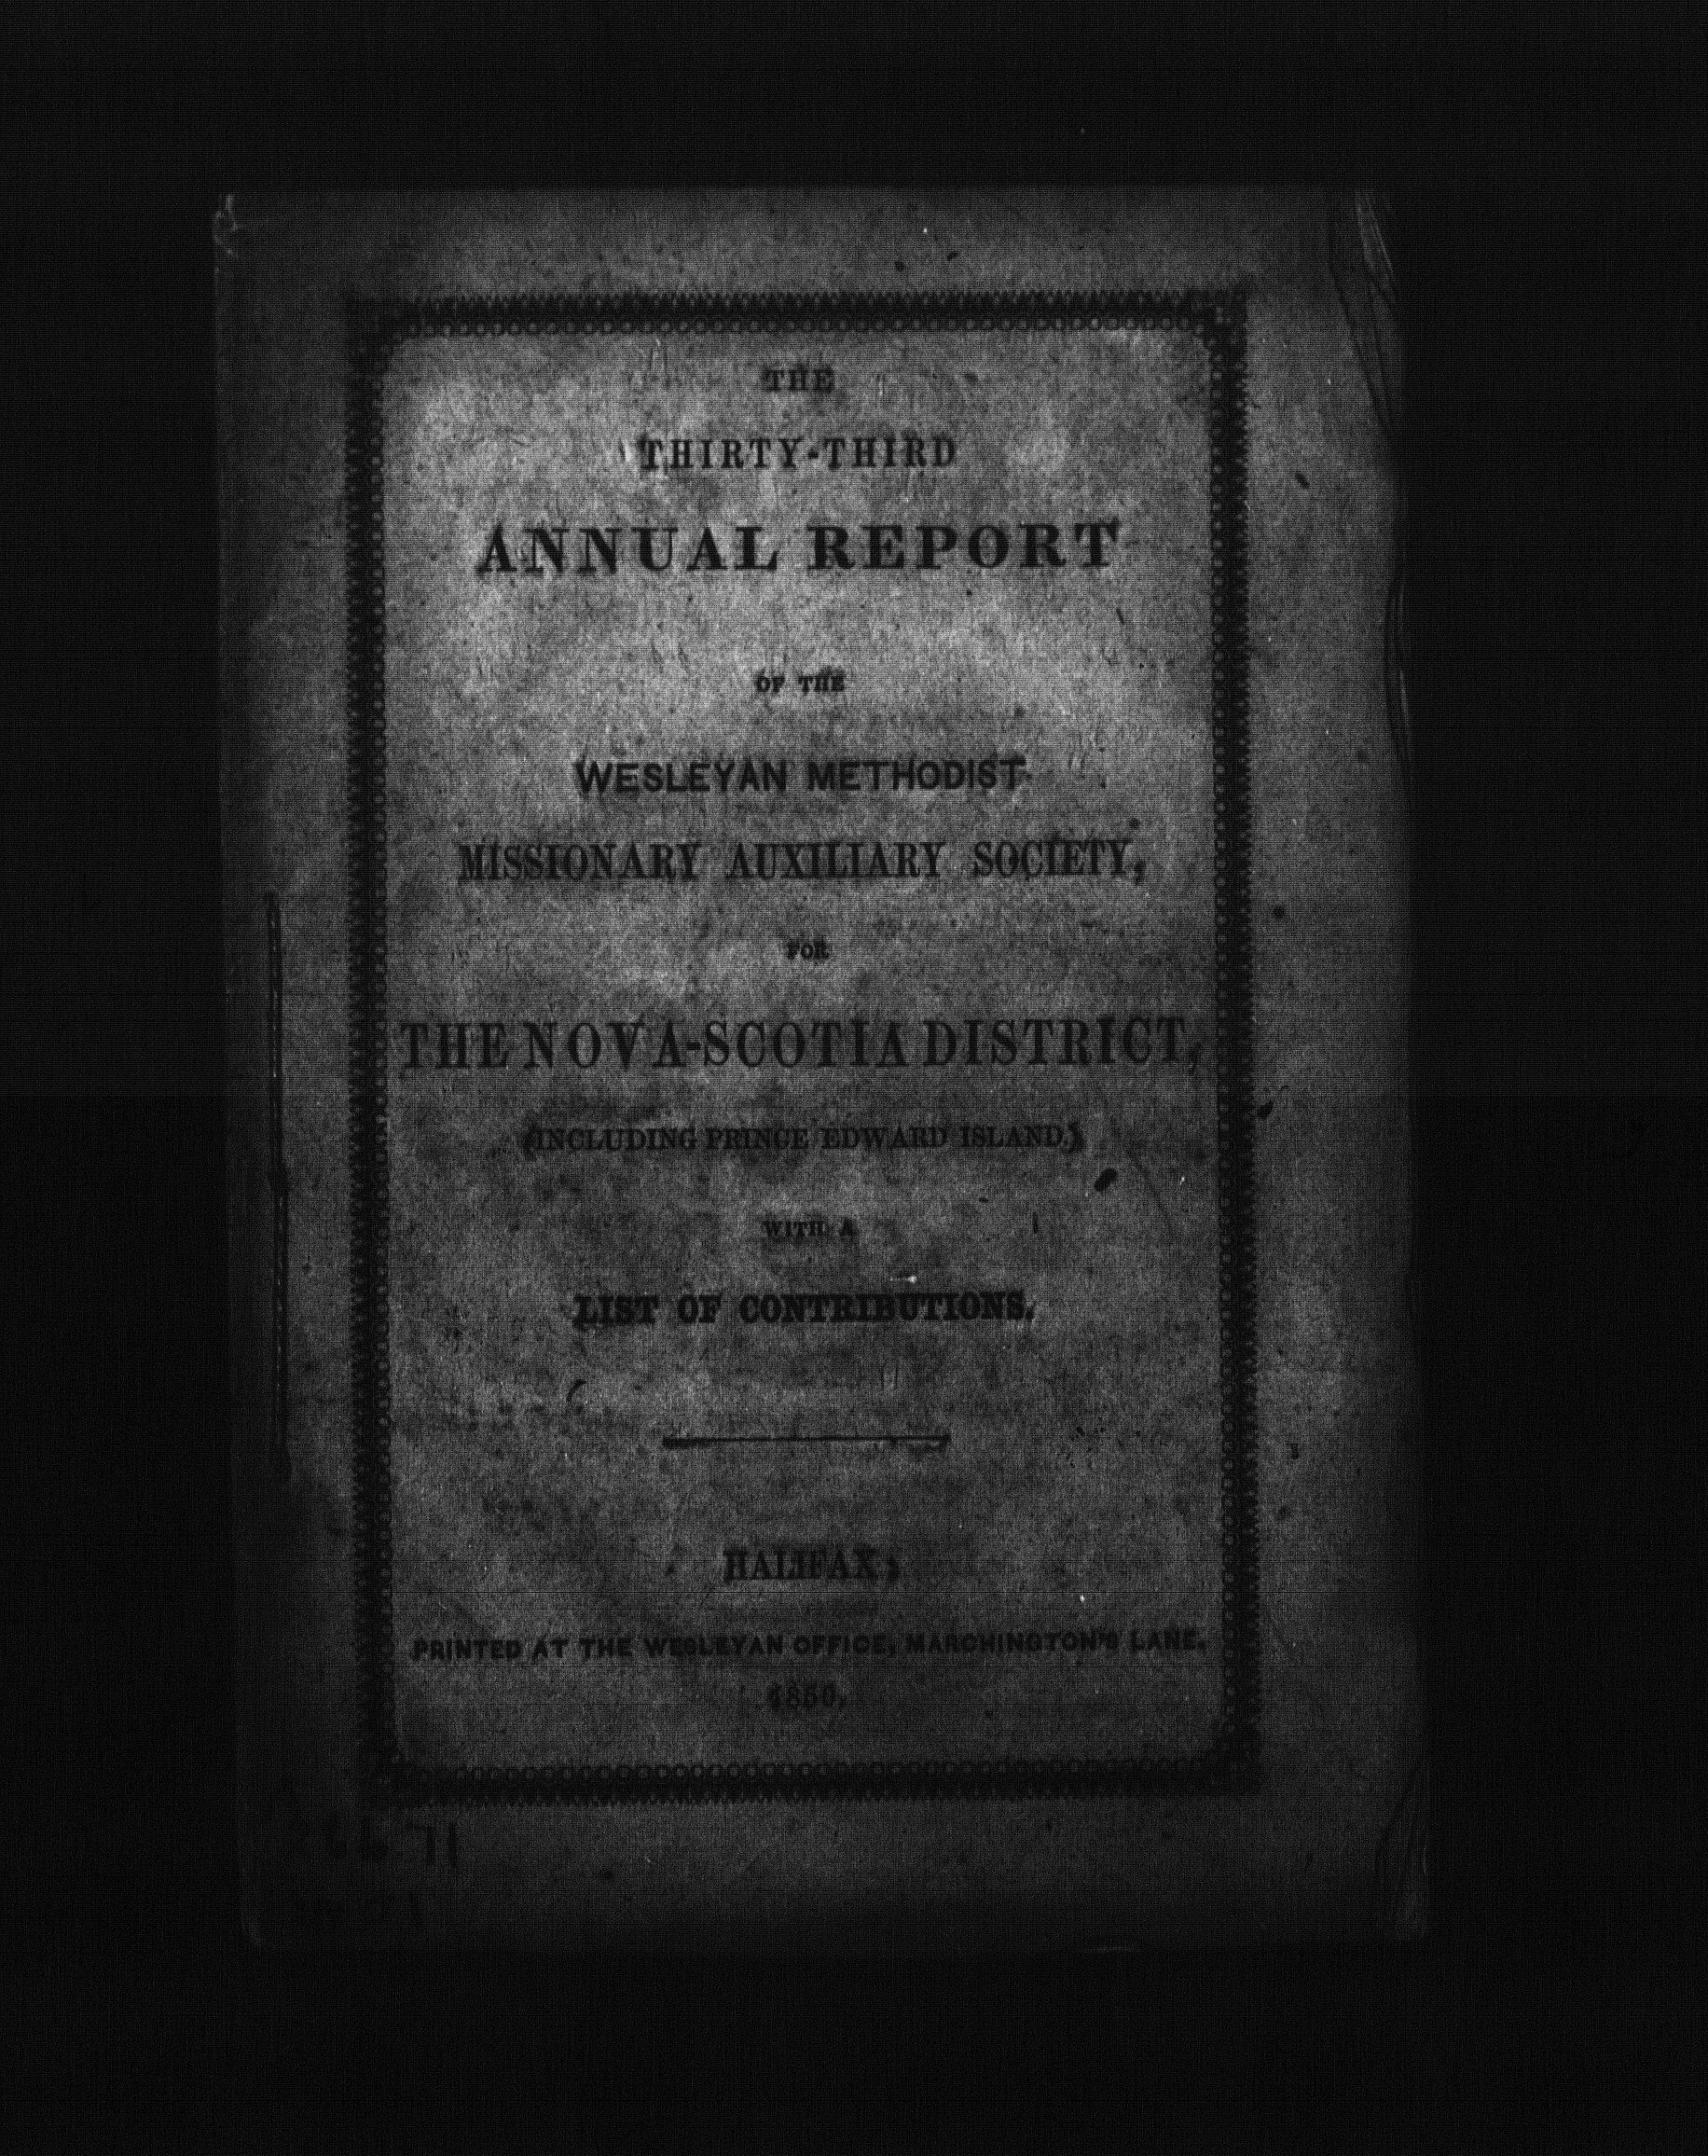 THE
THIRTY-THIRD
ANNUAL REPORT
OF THE
WESLEYAN METHODIST
MISSIONARY AUXILIARY SOCIETY,
FOR
THE NOVA-SCOTIA DISTRICT,
(INCLUDING PRINCE EDWARD ISLAND,)
WITH A
LIST OF CONTRIBUTIONS.
HALIFAX;
PRINTED AT THE WESLEYAN OFFICE, MARCHINGTON'S LANE,
1850,